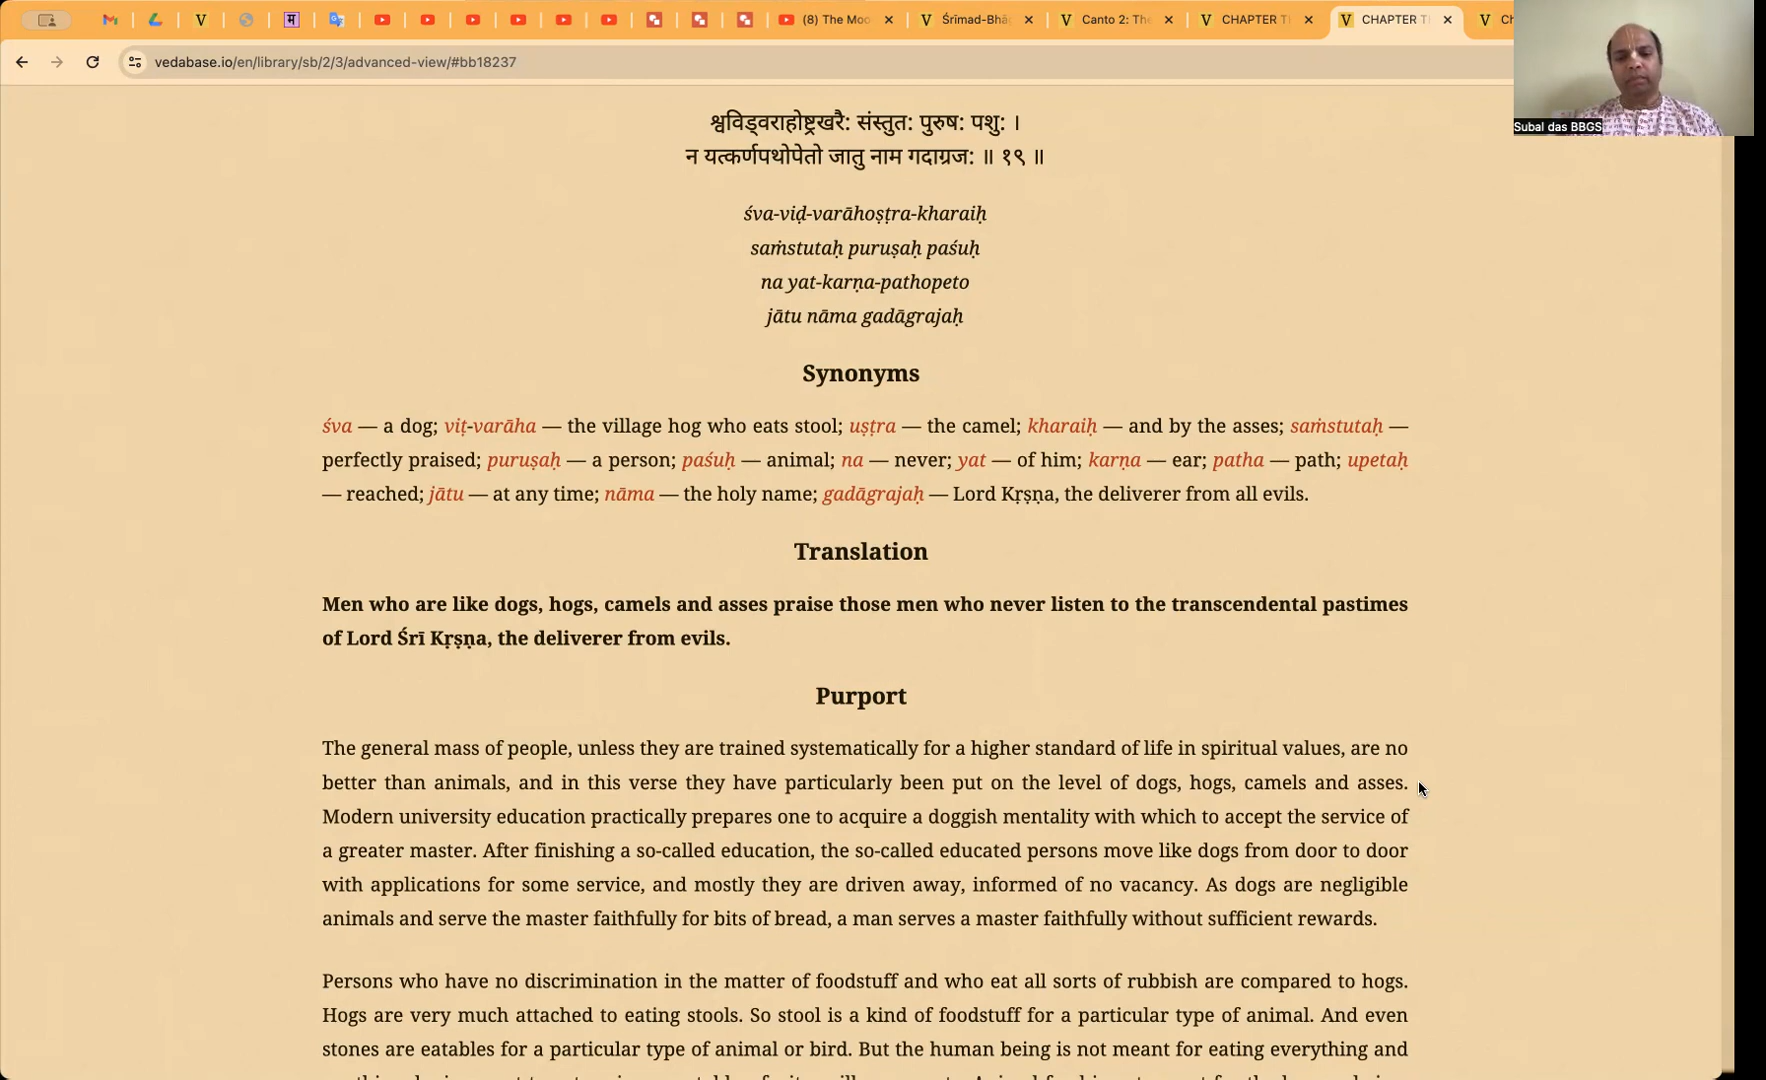 (8) The Moo
Śrīmad-Bhāg
Canto 2: The
CHAPTER T
CHAPTER T
Ch
vedabase.io/en/library/sb/2/3/advanced-view/#bb18237
Subal das BBGS
श्वविड्‍वराहोष्ट्रखरै: संस्तुत: पुरुष: पशु: ।
न यत्कर्णपथोपेतो जातु नाम गदाग्रज: ॥ १९ ॥
śva-viḍ-varāhoṣṭra-kharaiḥ
saṁstutaḥ puruṣaḥ paśuḥ
na yat-karṇa-pathopeto
jātu nāma gadāgrajaḥ
Synonyms
śva — a dog; viṭ-varāha — the village hog who eats stool; uṣṭra — the camel; kharaiḥ — and by the asses; saṁstutaḥ —
perfectly praised; puruṣaḥ — a person; paśuḥ — animal; na — never; yat — of him; karṇa — ear; patha — path; upetaḥ
— reached; jātu — at any time; nāma — the holy name; gadāgrajaḥ — Lord Kṛṣṇa, the deliverer from all evils.
Translation
Men who are like dogs, hogs, camels and asses praise those men who never listen to the transcendental pastimes
of Lord Śrī Kṛṣṇa, the deliverer from evils.
Purport
The general mass of people, unless they are trained systematically for a higher standard of life in spiritual values, are no
better than animals, and in this verse they have particularly been put on the level of dogs, hogs, camels and asses.
Modern university education practically prepares one to acquire a doggish mentality with which to accept the service of
a greater master. After finishing a so-called education, the so-called educated persons move like dogs from door to door
with applications for some service, and mostly they are driven away, informed of no vacancy. As dogs are negligible
animals and serve the master faithfully for bits of bread, a man serves a master faithfully without sufficient rewards.
Persons who have no discrimination in the matter of foodstuff and who eat all sorts of rubbish are compared to hogs.
Hogs are very much attached to eating stools. So stool is a kind of foodstuff for a particular type of animal. And even
stones are eatables for a particular type of animal or bird. But the human being is not meant for eating everything and